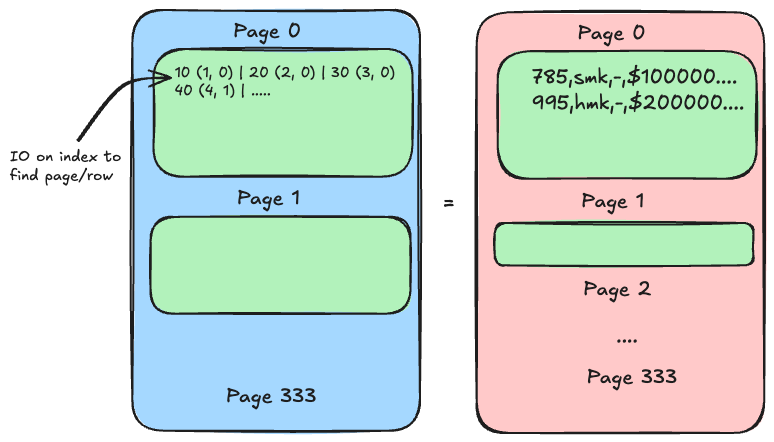 Page 0
10 (1, 0) | 20 (2, 0) | 30 (3, 0)
40 (4, 1) | .....
IO on index to
find page/row
Page 1
Page 333
=
Page 0
785,smk,-,$100000....
995,hmk,-,$200000....
Page 1
Page 2
....
Page 333